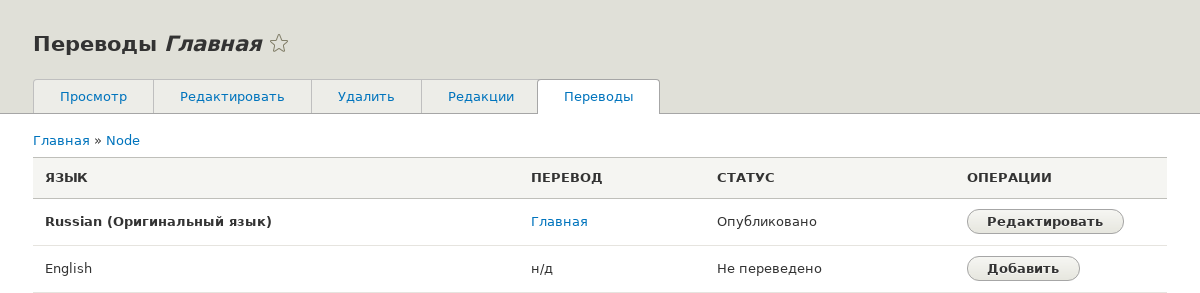 Переводы Главная
Просмотр Редактировать Удалить Редакции Переводы
Главная » Node
ЯЗЫК ПЕРЕВОД СТАТУС ОПЕРАЦИИ
Russian (Оригинальный язык) Главная Опубликовано Редактировать
English н/д Не переведено Добавить